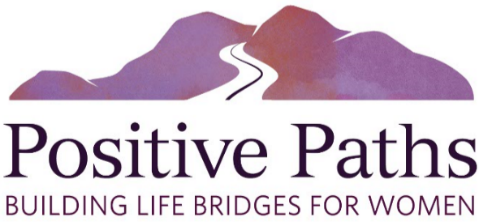 Positive Paths
BUILDING LIFE BRIDGES FOR WOMEN